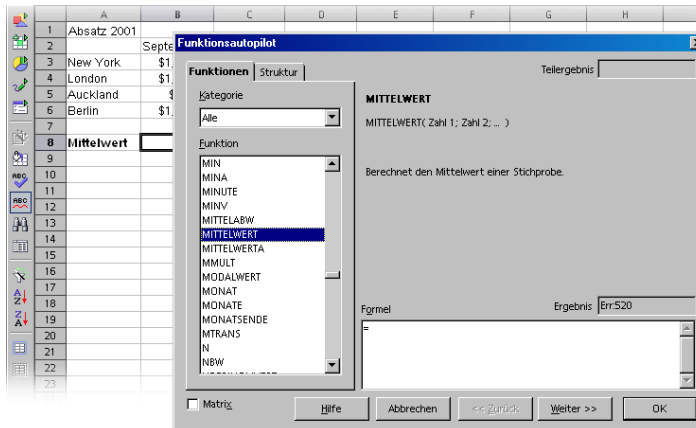 A B C D E F G H
1 Absatz 2001
2 Septe
3 New York $1,
4 London $1,
5 Auckland $
6 Berlin $1,
7
8 Mittelwert
9
10
11
12
13
14
15
16
17
18
19
20
21
22
23
ABC
ABC
A
Z
Z
A
Funktionsautopilot
Funktionen Struktur
Teilergebnis
Kategorie
Alle
Funktion
MIN
MINA
MINUTE
MINV
MITTELABW
MITTELWERT
MITTELWERTA
MMULT
MODALWERT
MONAT
MONATE
MONATSENDE
MTRANS
N
NBW
MITTELWERT
MITTELWERT( Zahl 1; Zahl 2; ... )
Berechnet den Mittelwert einer Stichprobe.
Formel
Ergebnis Err:520
=
Matrix
Hilfe Abbrechen << Zurück Weiter >> OK